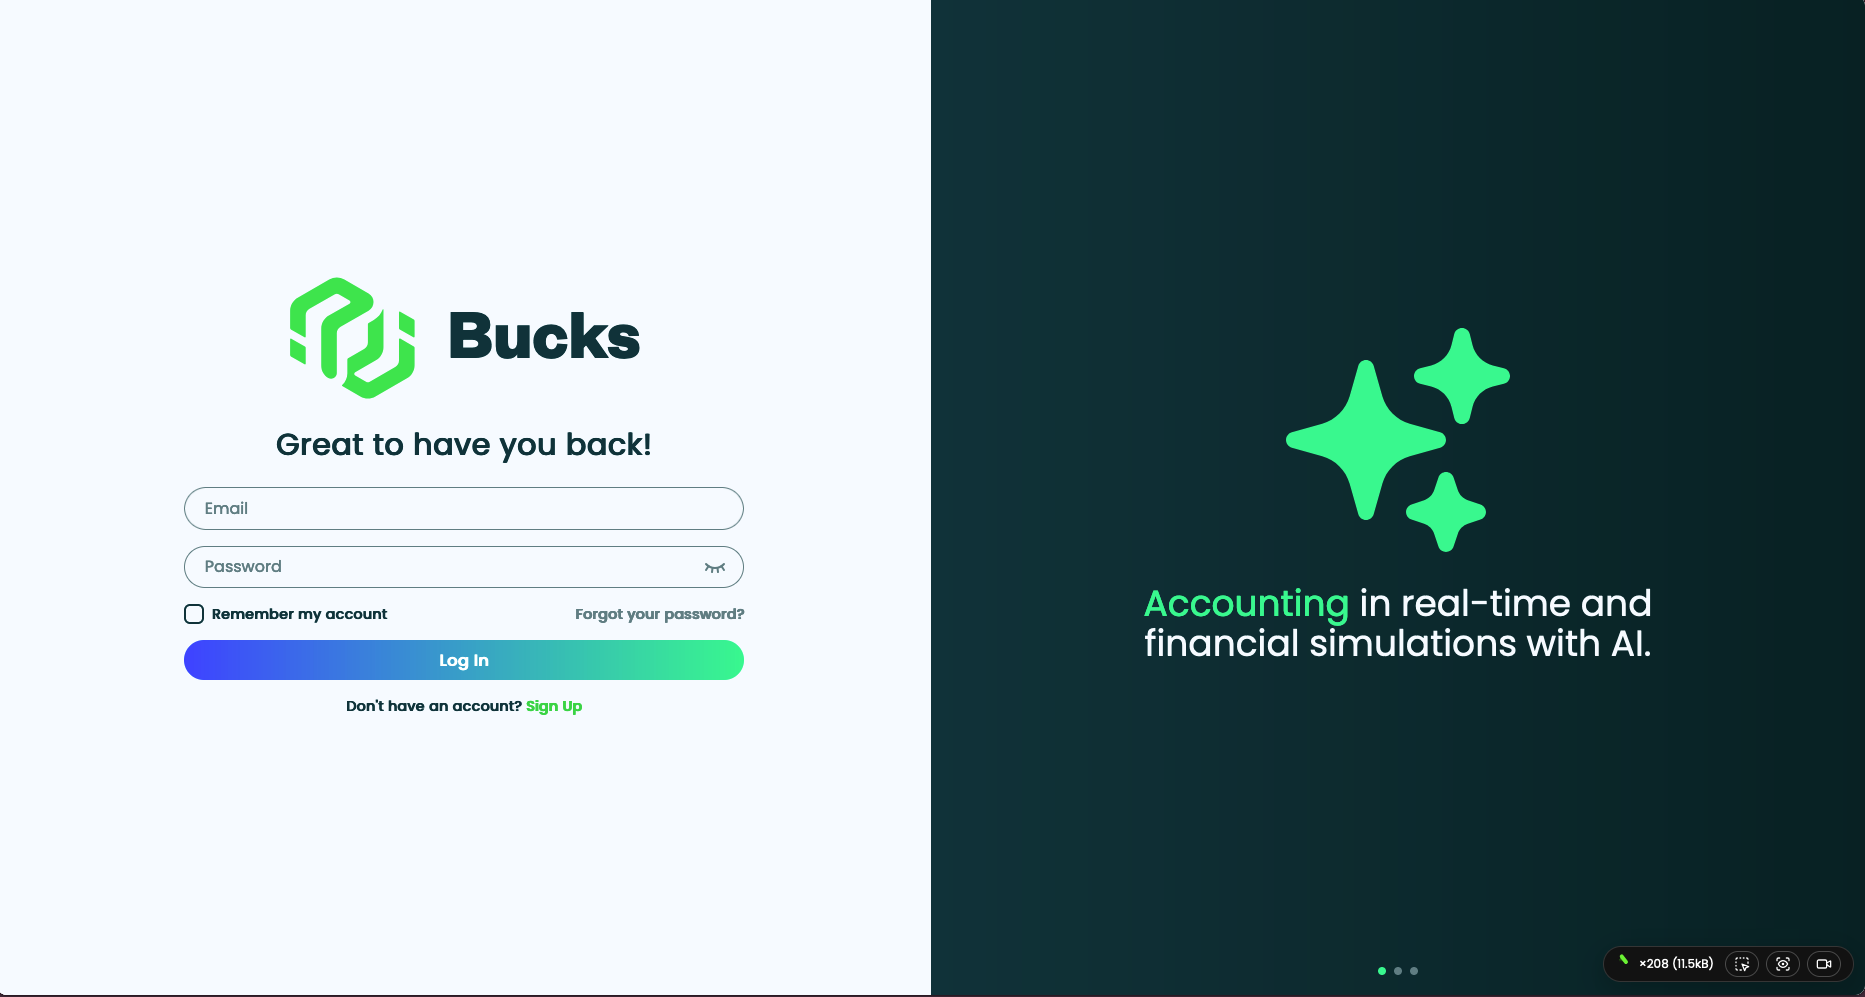 Bucks
Great to have you back!
Email
Password
Remember my account
Forgot your password?
Log In
Don't have an account? Sign Up
Accounting in real-time and
financial simulations with AI.
×208 (11.5kB)